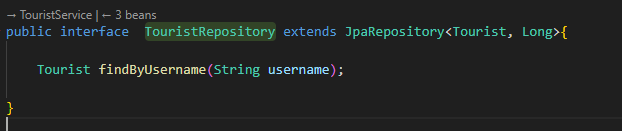 → TouristService | ← 3 beans
public interface  TouristRepository extends JpaRepository<Tourist, Long>{
Tourist findByUsername(String username);
}